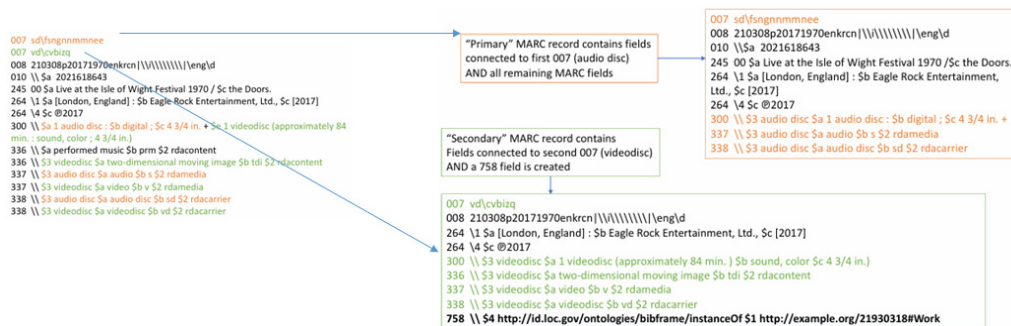 007 sd\fsngnnmmnee
007 vd\cvbizq
008 210308p20171970enkrcn|\\i\\\\\\\\|\eng\d
010 \\ $a 2021618643
245 00 $a Live at the Isle of Wight Festival 1970 / $c the Doors.
264 \1 $a [London, England] : $b Eagle Rock Entertainment, Ltd., $c [2017]
264 \4 $c ℗2017
300 \\ $a 1 audio disc : $b digital ; $c 4 3/4 in. + $e 1 videodisc (approximately 84
min. : sound, color ; 4 3/4 in.)
336 \\ $a performed music $b prm $2 rdacontent
336 \\ $3 videodisc $a two-dimensional moving image $b tdi $2 rdacontent
337 \\ $3 audio disc $a audio $b s $2 rdamedia
337 \\ $3 videodisc $a video $b v $2 rdamedia
338 \\ $3 audio disc $a audio disc $b sd $2 rdacarrier
338 \\ $3 videodisc $a videodisc $b vd $2 rdacarrier
“Primary” MARC record contains fields
connected to first 007 (audio disc)
AND all remaining MARC fields
007 sd\fsngnnmmnee
008 210308p20171970enkrcn|\\i\\\\\\\\|\eng\d
010 \\$a 2021618643
245 00 $a Live at the Isle of Wight Festival 1970 /$c the Doors.
264 \1 $a [London, England] : $b Eagle Rock Entertainment,
Ltd., $c [2017]
264 \4 $c ℗2017
300 \\ $3 audio disc $a 1 audio disc : $b digital ; $c 4 3/4 in. +
337 \\ $3 audio disc $a audio $b s $2 rdamedia
338 \\ $3 audio disc $a audio disc $b sd $2 rdacarrier
“Secondary” MARC record contains
Fields connected to second 007 (videodisc)
AND a 758 field is created
007 vd\cvbizq
008 210308p20171970enkrcn|\\i\\\\\\\\|\eng\d
264 \1 $a [London, England] : $b Eagle Rock Entertainment, Ltd., $c [2017]
264 \4 $c ℗2017
300 \\ $3 videodisc $a 1 videodisc (approximately 84 min. ) $b sound, color $c 4 3/4 in.)
336 \\ $3 videodisc $a two-dimensional moving image $b tdi $2 rdacontent
337 \\ $3 videodisc $a video $b v $2 rdamedia
338 \\ $3 videodisc $a videodisc $b vd $2 rdacarrier
758 \\ $4 http://id.loc.gov/ontologies/bibframe/instanceOf $1 http://example.org/21930318#Work